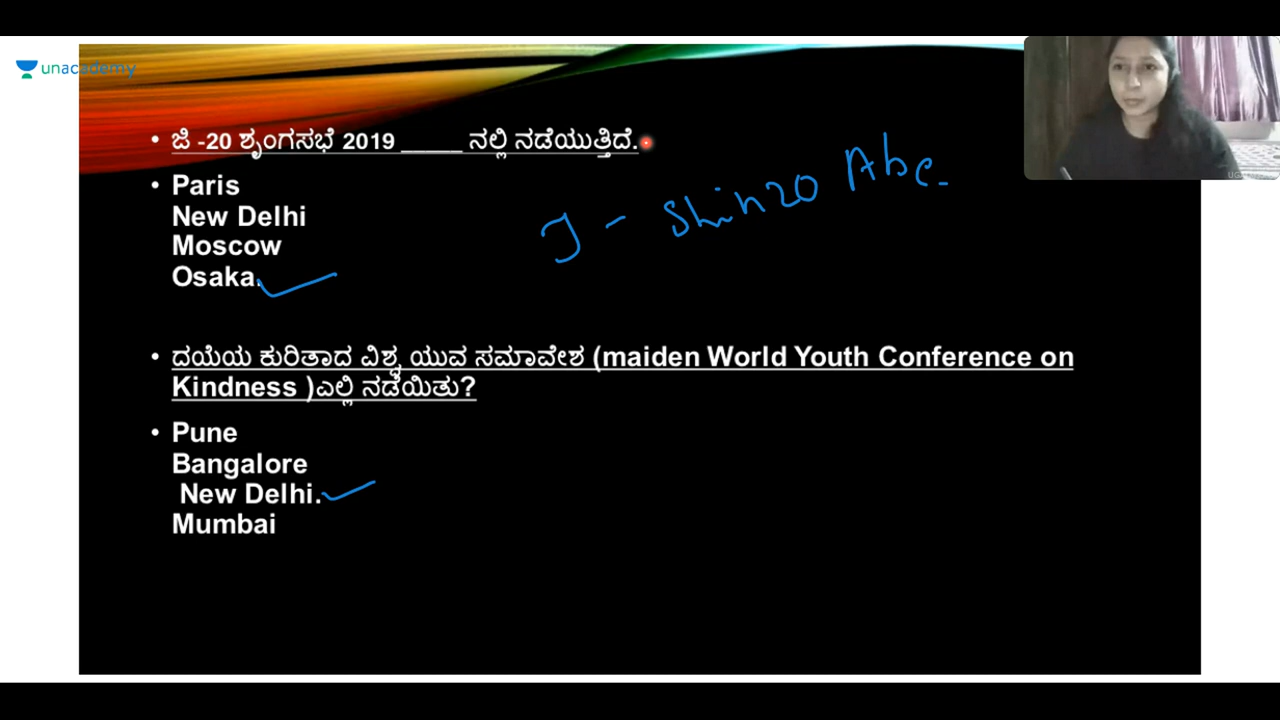 unacademy
• ಜಿ -20 ಶೃಂಗಸಭೆ 2019 _____ ನಲ್ಲಿ ನಡೆಯುತ್ತಿದೆ.
• Paris
New Delhi
Moscow
Osaka.
J - Shinzo Abe.
• ದಯೆಯ ಕುರಿತಾದ ವಿಶ್ವ ಯುವ ಸಮಾವೇಶ (maiden World Youth Conference on
Kindness )ಎಲ್ಲಿ ನಡೆಯಿತು?
• Pune
Bangalore
New Delhi.
Mumbai